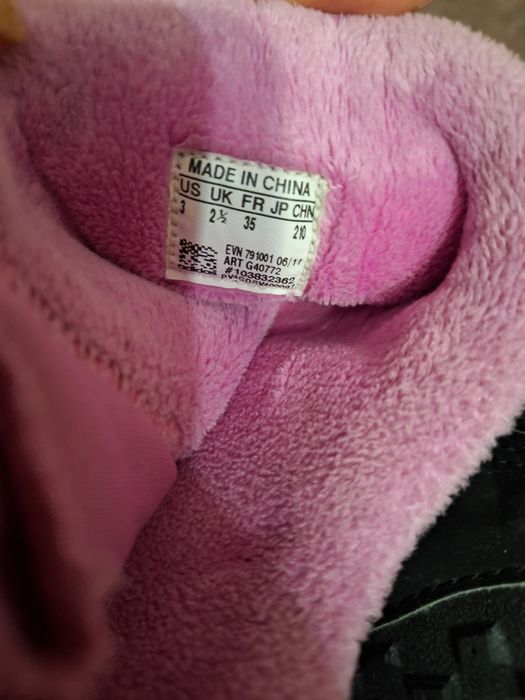 MADE IN CHINA
US UK FR JP CHN
3 2½ 35 210
EVN 791001 06/11
ART G40772
#103832362